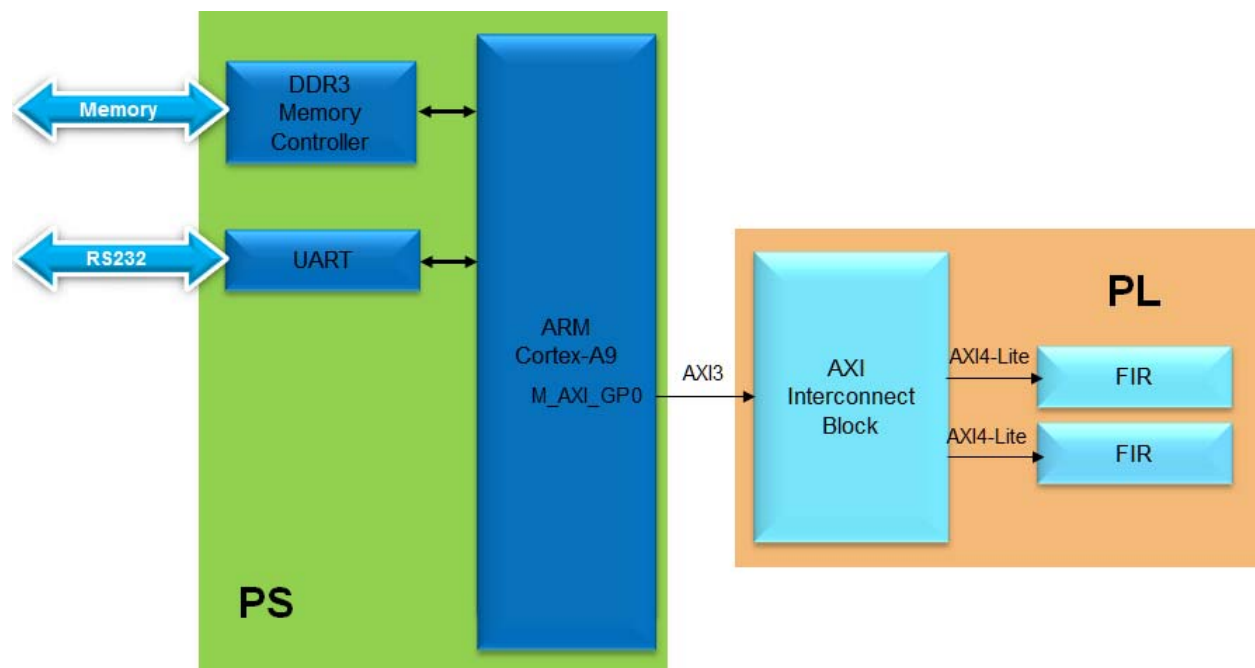 Memory
DDR3
Memory
Controller
RS232
UART
PS
ARM
Cortex-A9
M_AXI_GP0
AXI3
AXI
Interconnect
Block
PL
AXI4-Lite
FIR
AXI4-Lite
FIR